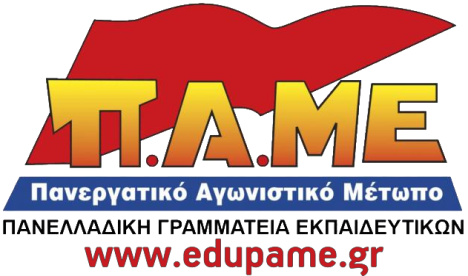 Π.Α.ΜΕ
Πανεργατικό Αγωνιστικό Μέτωπο
ΠΑΝΕΛΛΑΔΙΚΗ ΓΡΑΜΜΑΤΕΙΑ ΕΚΠΑΙΔΕΥΤΙΚΩΝ
www.edupame.gr